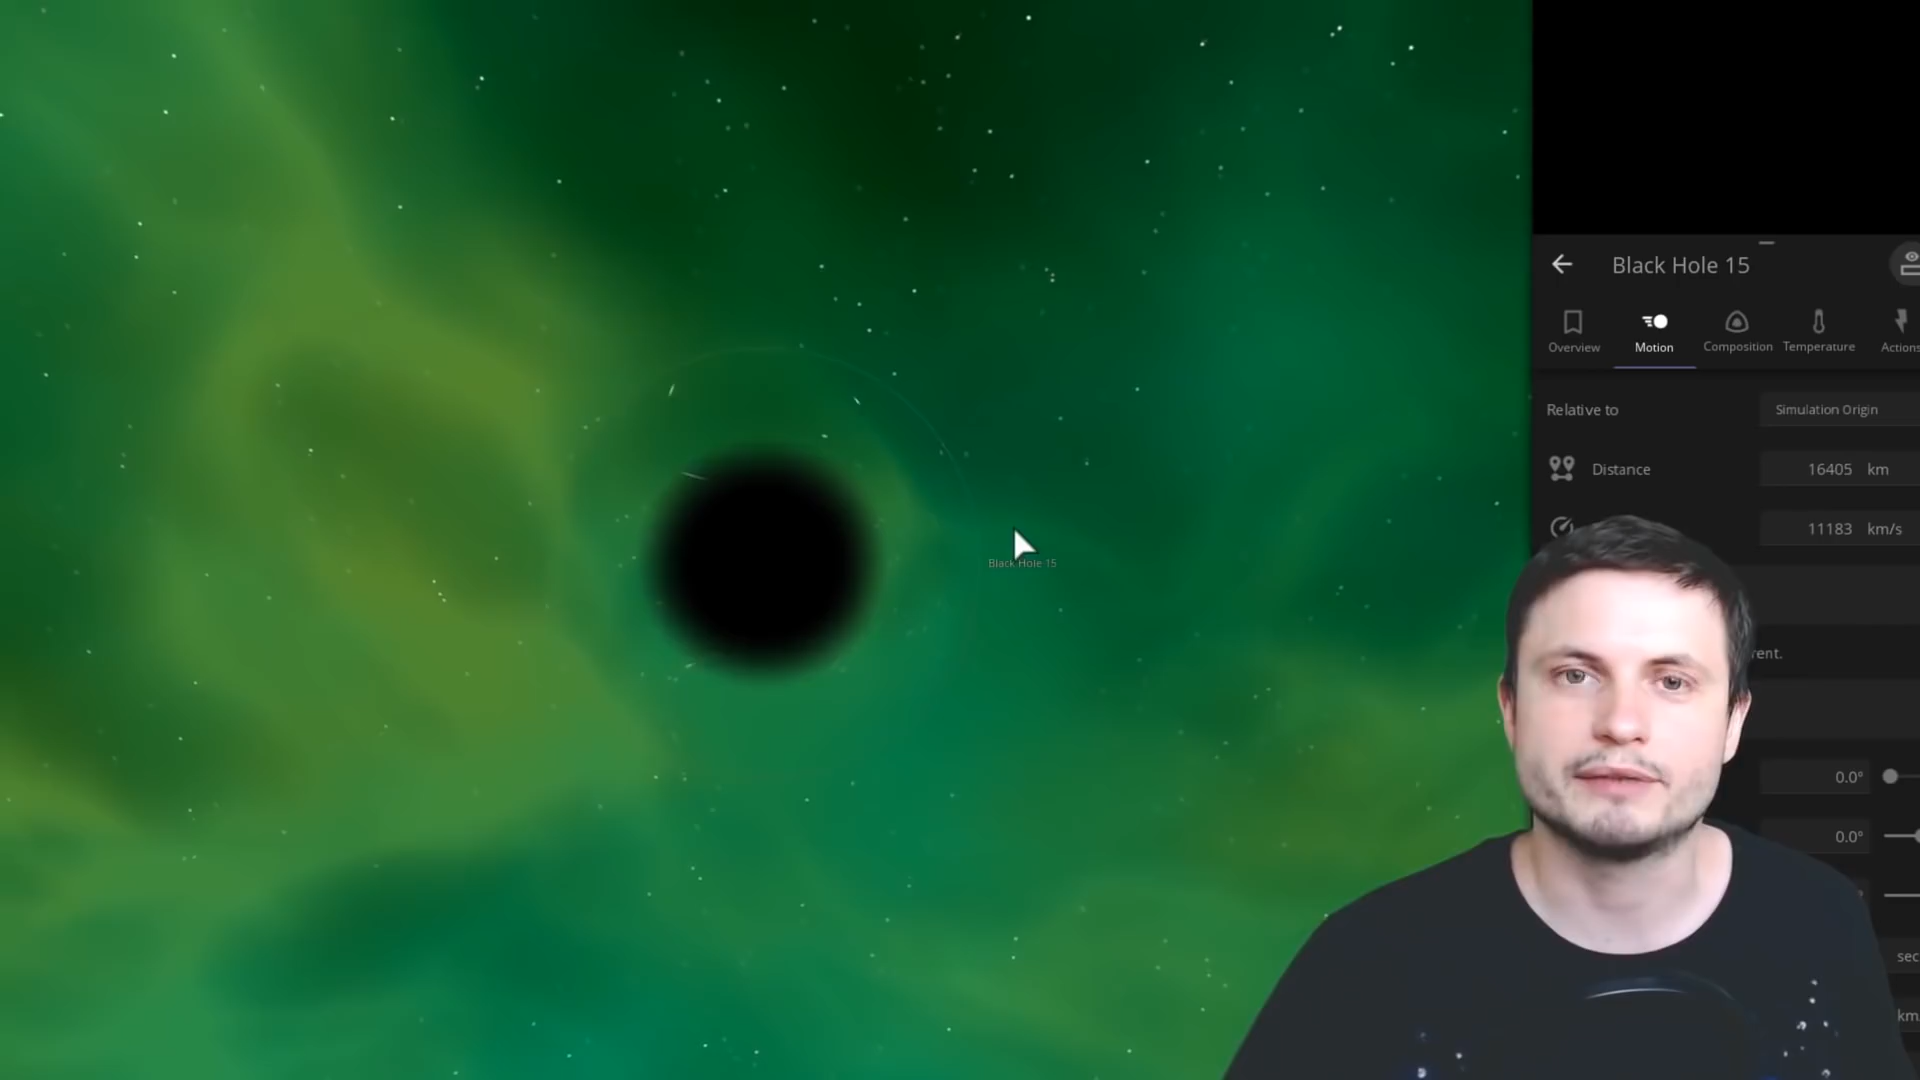 Black Hole 15
Overview Motion Composition Temperature Actions
Relative to Simulation Origin
Distance 16405 km
11183 km/s
Black Hole 15
rent.
0.0°
0.0°
sec
km